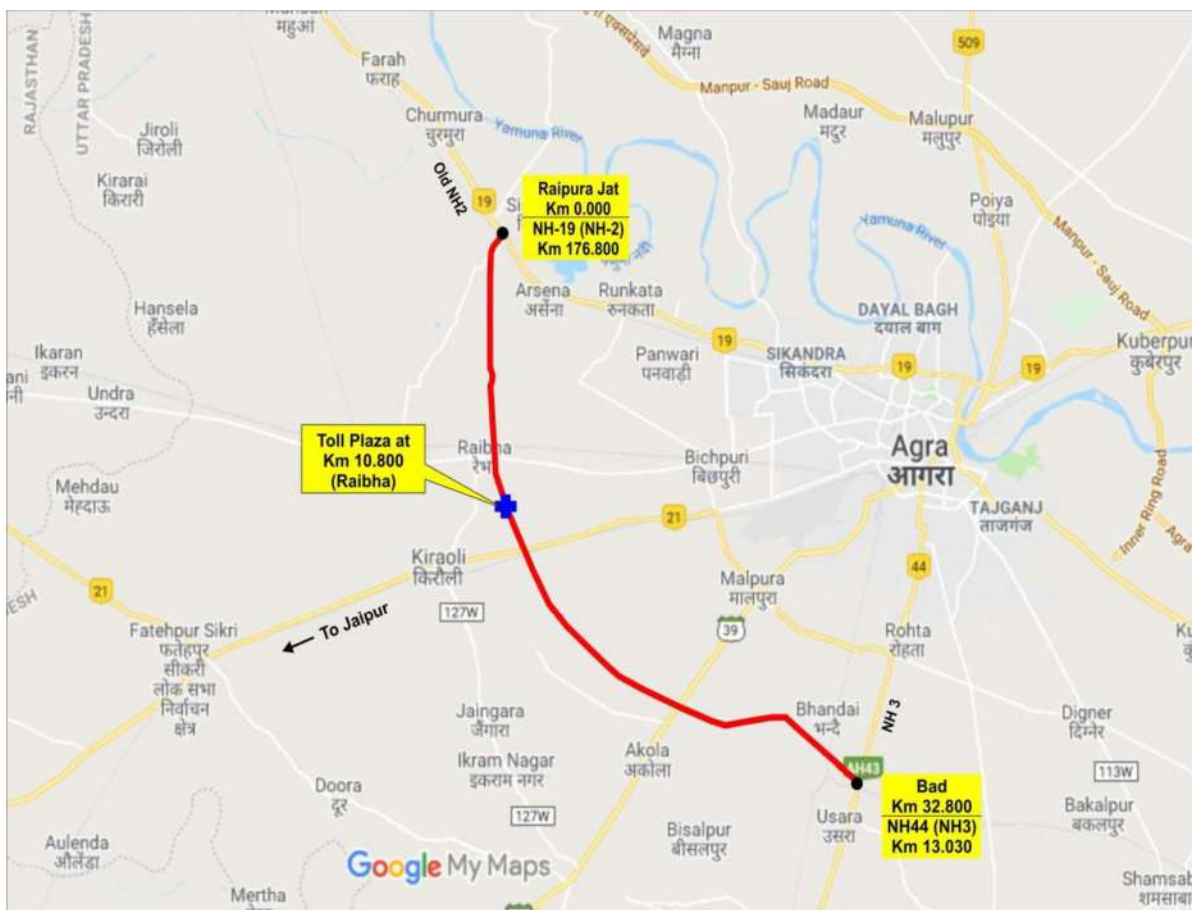 महुआं
Farah
फराह
Magna
मैग्ना
509
Manpur - Sauj Road
RAJASTHAN
UTTAR PRADESH
Jiroli
जिरोली
Churmura
चुरमुरा
Yamuna River
Madaur
मदुर
Malupur
मलुपुर
Kirarai
किरारी
Old NH2
19
Raipura Jat
Km 0.000
NH-19 (NH-2)
Km 176.800
Poiya
पोइया
Yamuna River
Manpur - Sauj Road
Hansela
हँसेला
Arsena
अर्सेना
Runkata
रुनकता
DAYAL BAGH
दयाल बाग
Ikaran
इकरन
Panwari
पनवाड़ी
19
SIKANDRA
सिकंदरा
19
19
Kuberpur
कुबेरपुर
Undra
उन्दरा
Toll Plaza at
Km 10.800
(Raibha)
Raibha
Bichpuri
बिछपुरी
Agra
आगरा
Mehdau
मेहदाऊ
TAJGANJ
ताजगंज
Inner Ring Road
Agra
21
Kiraoli
किरौली
44
Malpura
मालपुरा
21
127W
39
Rohta
रोहता
Fatehpur Sikri
फतेहपुर
सीकरी
लोक सभा
निर्वाचन
क्षेत्र
To Jaipur
Jaingara
जैंगारा
Bhandai
भन्दै
NH 3
Digner
दिग्नेर
Ikram Nagar
इकराम नगर
Akola
अकोला
AH43
113W
Doora
दूर
127W
Usara
उसरा
Bad
Km 32.800
NH44 (NH3)
Km 13.030
Bakalpur
बकलपुर
Aulenda
औलेंडा
Bisalpur
बीसलपुर
Google My Maps
Mertha
Shamsab
शमसाबा